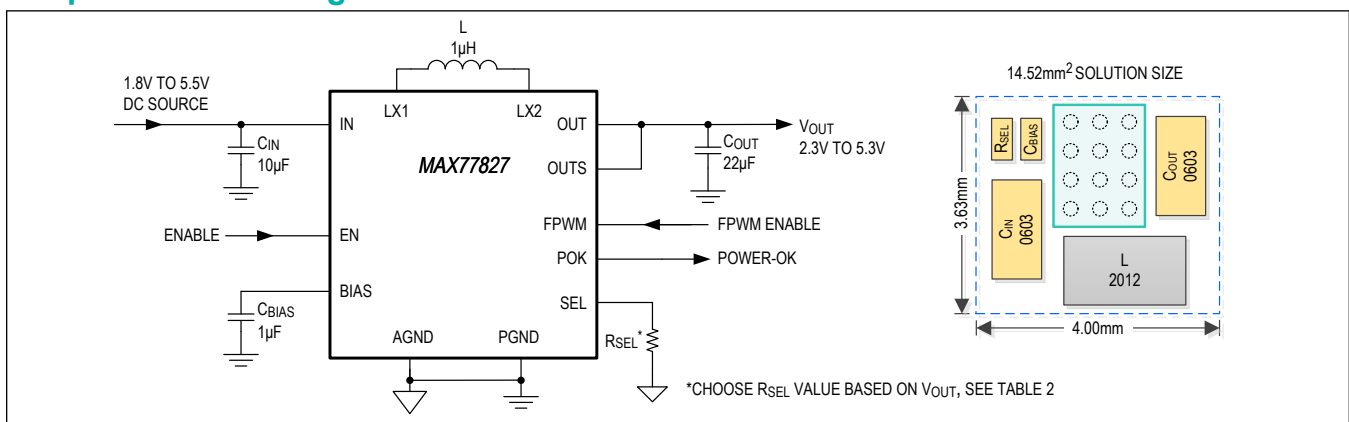 L
1µH
1.8V TO 5.5V
DC SOURCE
LX1
LX2
IN
OUT
CIN
10µF
MAX77827
OUTS
COUT
22µF
VOUT
2.3V TO 5.3V
ENABLE
EN
FPWM
FPWM ENABLE
POK
POWER-OK
BIAS
SEL
CBIAS
1µF
AGND
PGND
RSEL*
*CHOOSE RSEL VALUE BASED ON VOUT, SEE TABLE 2
14.52mm2 SOLUTION SIZE
3.63mm
RSEL
CBIAS
COUT
0603
CIN
0603
L
2012
4.00mm